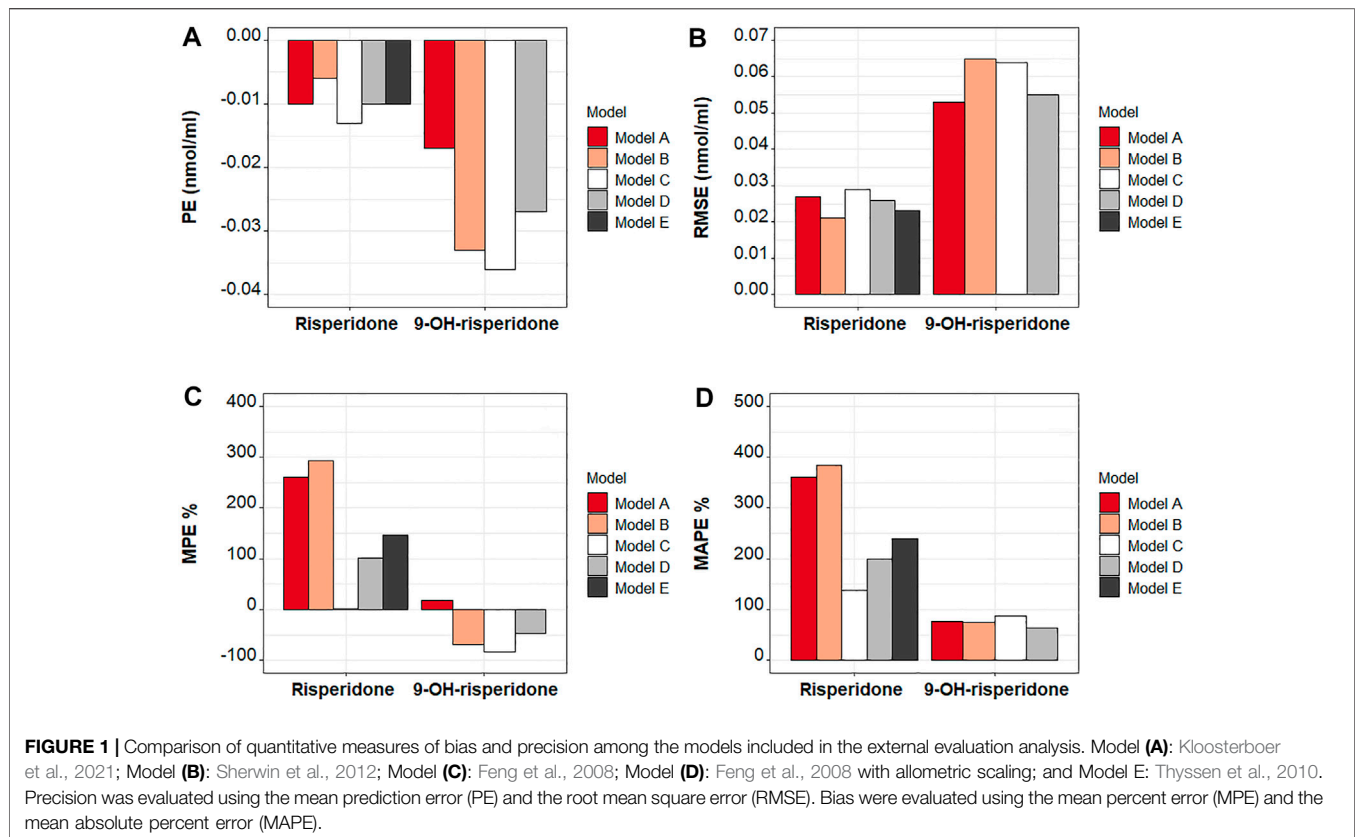 A
0.00
-0.01
-0.02
-0.03
-0.04
PE (nmol/ml)
Risperidone 9-OH-risperidone
Model
Model A
Model B
Model C
Model D
Model E
B
0.07
0.06
0.05
0.03
0.02
0.01
0.00
RMSE (nmol/ml)
Risperidone 9-OH-risperidone
Model
Model A
Model B
Model C
Model D
Model E
C
400
300
200
100
0
-100
MPE %
Risperidone 9-OH-risperidone
Model
Model A
Model B
Model C
Model D
Model E
D
500
400
300
200
100
0
MAPE %
Risperidone 9-OH-risperidone
Model
Model A
Model B
Model C
Model D
Model E
FIGURE 1 | Comparison of quantitative measures of bias and precision among the models included in the external evaluation analysis. Model (A): Kloosterboer
et al., 2021; Model (B): Sherwin et al., 2012; Model (C): Feng et al., 2008; Model (D): Feng et al., 2008 with allometric scaling; and Model E: Thyssen et al., 2010.
Precision was evaluated using the mean prediction error (PE) and the root mean square error (RMSE). Bias were evaluated using the mean percent error (MPE) and the
mean absolute percent error (MAPE).